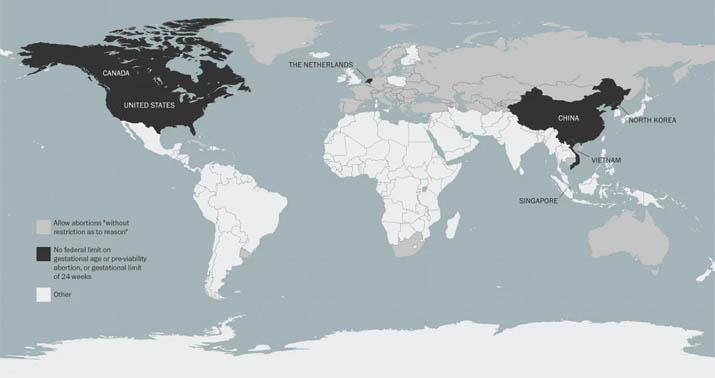 THE NETHERLANDS
CANADA
UNITED STATES
CHINA
NORTH KOREA
VIETNAM
SINGAPORE
Allow abortions "without
restriction as to reason"
No federal limit on
gestational age or pre-viability
abortion, or gestational limit
of 24 weeks
Other